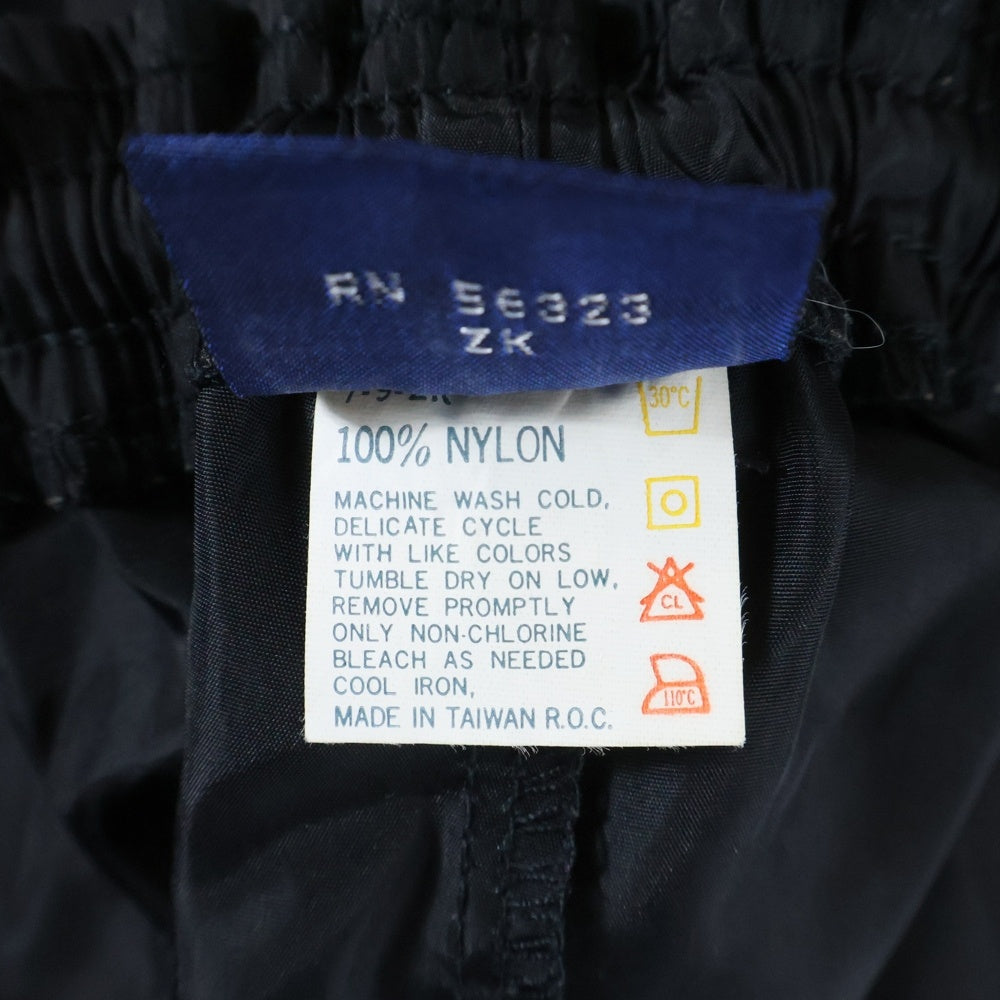 RN 56323
ZK
100% NYLON
MACHINE WASH COLD,
DELICATE CYCLE
WITH LIKE COLORS
TUMBLE DRY ON LOW,
REMOVE PROMPTLY
ONLY NON-CHLORINE
BLEACH AS NEEDED
COOL IRON,
MADE IN TAIWAN R.O.C.
30°C
CL
110°C